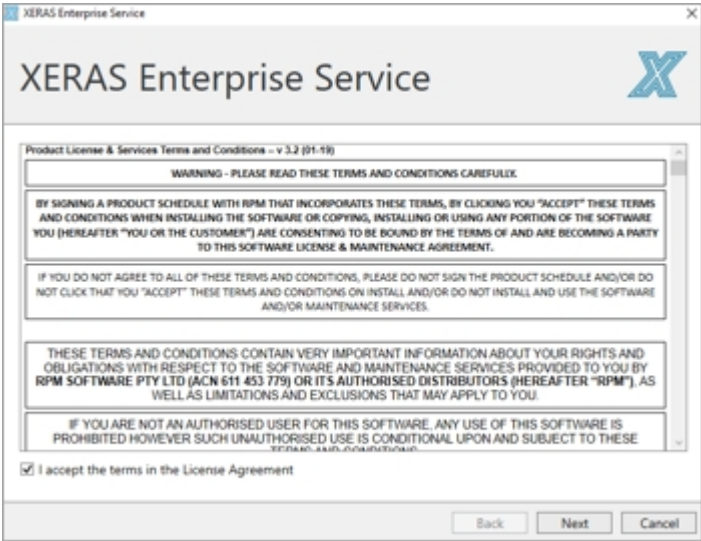 XERAS Enterprise Service
XERAS Enterprise Service
Product License & Services Terms and Conditions – v 3.2 (01-19)
WARNING - PLEASE READ THESE TERMS AND CONDITIONS CAREFULLY.
BY SIGNING A PRODUCT SCHEDULE WITH RPM THAT INCORPORATES THESE TERMS, BY CLICKING YOU “ACCEPT” THESE TERMS
AND CONDITIONS WHEN INSTALLING THE SOFTWARE OR COPYING, INSTALLING OR USING ANY PORTION OF THE SOFTWARE
YOU (HEREAFTER “YOU OR THE CUSTOMER”) ARE CONSENTING TO BE BOUND BY THE TERMS OF AND ARE BECOMING A PARTY
TO THIS SOFTWARE LICENSE & MAINTENANCE AGREEMENT.
IF YOU DO NOT AGREE TO ALL OF THESE TERMS AND CONDITIONS, PLEASE DO NOT SIGN THE PRODUCT SCHEDULE AND/OR DO
NOT CLICK THAT YOU “ACCEPT” THESE TERMS AND CONDITIONS ON INSTALL AND/OR DO NOT INSTALL AND USE THE SOFTWARE
AND/OR MAINTENANCE SERVICES.
THESE TERMS AND CONDITIONS CONTAIN VERY IMPORTANT INFORMATION ABOUT YOUR RIGHTS AND
OBLIGATIONS WITH RESPECT TO THE SOFTWARE AND MAINTENANCE SERVICES PROVIDED TO YOU BY
RPM SOFTWARE PTY LTD (ACN 611 453 779) OR ITS AUTHORISED DISTRIBUTORS (HEREAFTER “RPM”), AS
WELL AS LIMITATIONS AND EXCLUSIONS THAT MAY APPLY TO YOU.
IF YOU ARE NOT AN AUTHORISED USER FOR THIS SOFTWARE, ANY USE OF THIS SOFTWARE IS
PROHIBITED HOWEVER SUCH UNAUTHORISED USE IS CONDITIONAL UPON AND SUBJECT TO THESE
TERMS AND CONDITIONS
I accept the terms in the License Agreement
Back
Next
Cancel